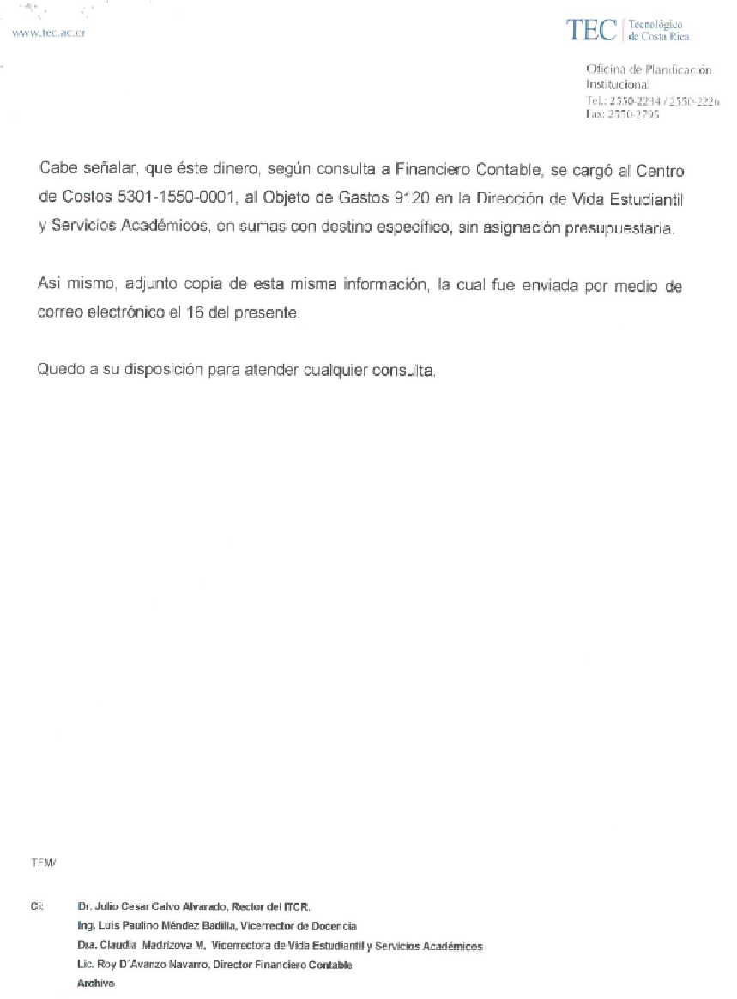 www.tec.ac.cr
TEC | Tecnológico
de Costa Rica
Oficina de Planificación
Institucional
Tel.: 2550-2234 / 2550-2226
Fax: 2550-2795
Cabe señalar, que éste dinero, según consulta a Financiero Contable, se cargó al Centro
de Costos 5301-1550-0001, al Objeto de Gastos 9120 en la Dirección de Vida Estudiantil
y Servicios Académicos, en sumas con destino específico, sin asignación presupuestaria.
Así mismo, adjunto copia de esta misma información, la cual fue enviada por medio de
correo electrónico el 16 del presente.
Quedo a su disposición para atender cualquier consulta.
TFM/
Ci: Dr. Julio Cesar Calvo Alvarado, Rector del ITCR.
Ing. Luis Paulino Méndez Badilla, Vicerrector de Docencia
Dra. Claudia Madrizova M, Vicerrectora de Vida Estudiantil y Servicios Académicos
Lic. Roy D´Avanzo Navarro, Director Financiero Contable
Archivo